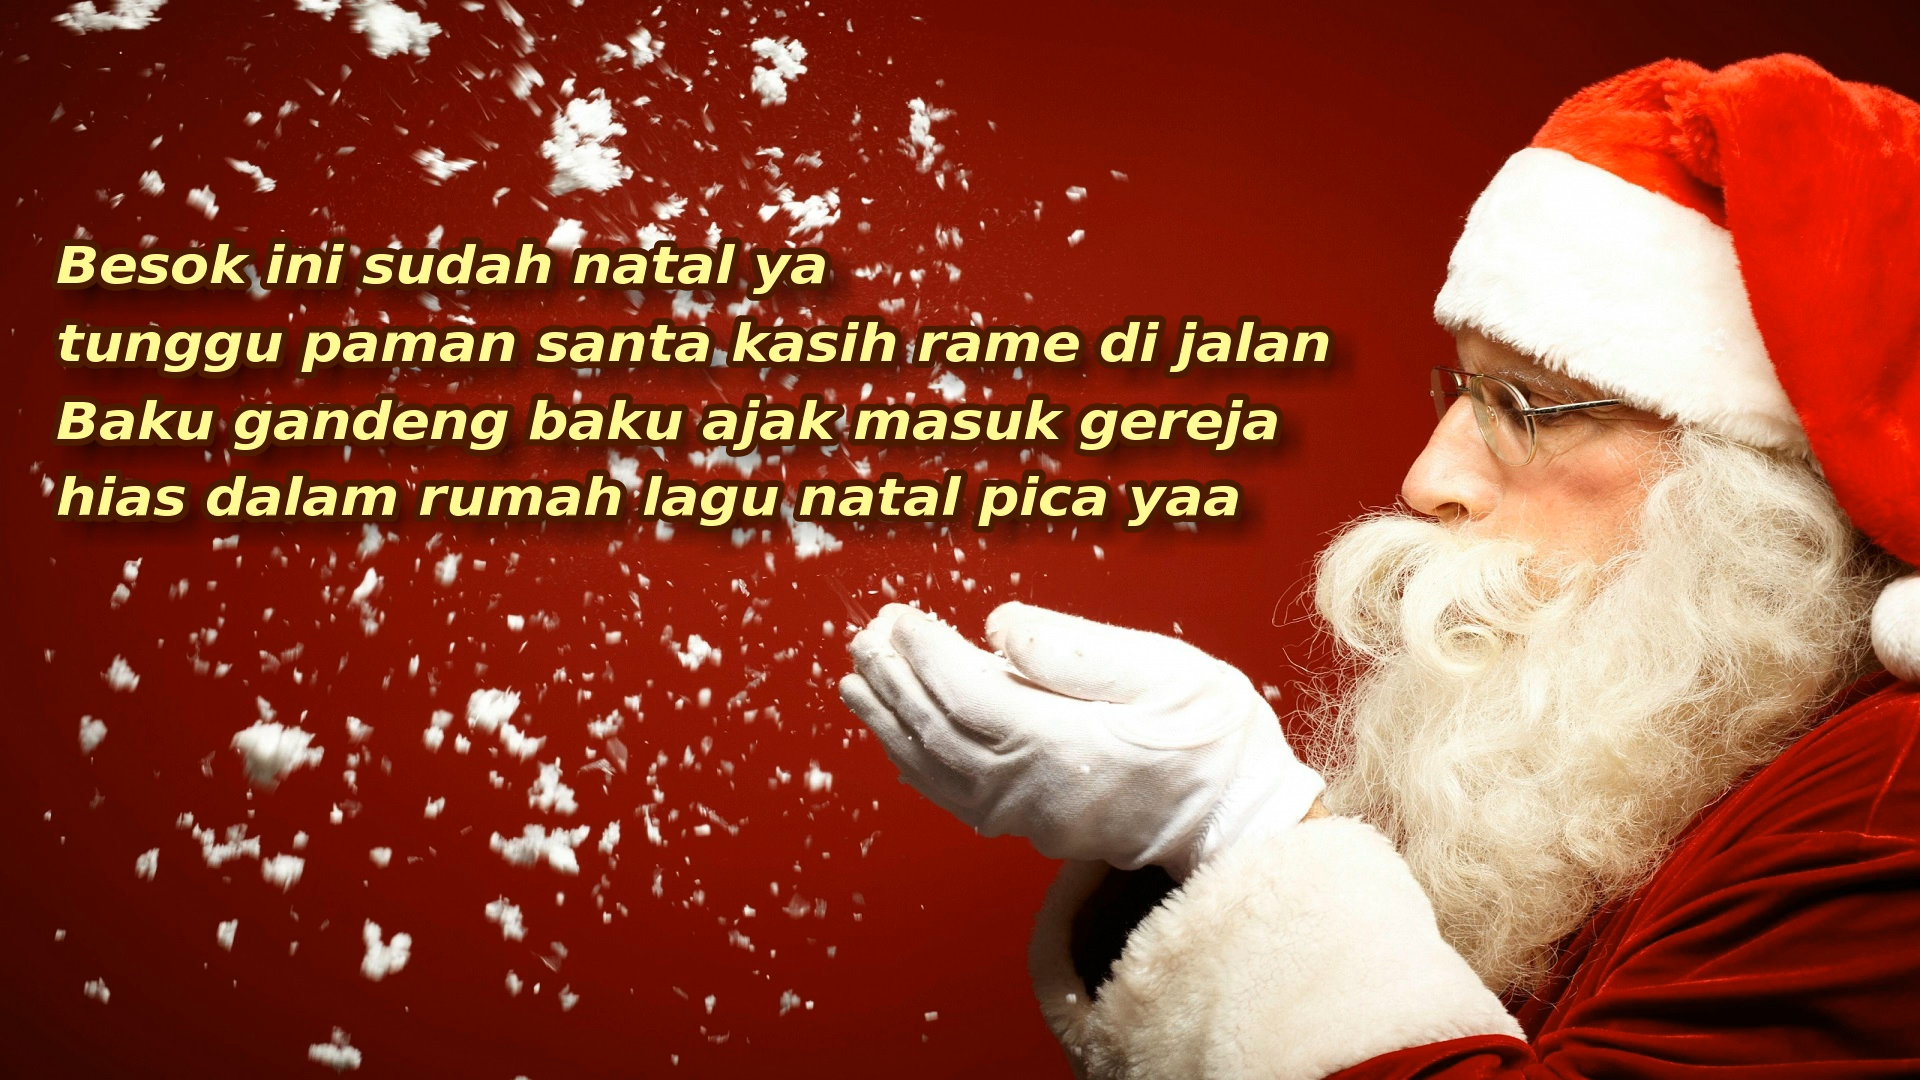 Besok ini sudah natal ya
tunggu paman santa kasih rame di jalan
Baku gandeng baku ajak masuk gereja
hias dalam rumah lagu natal pica yaa